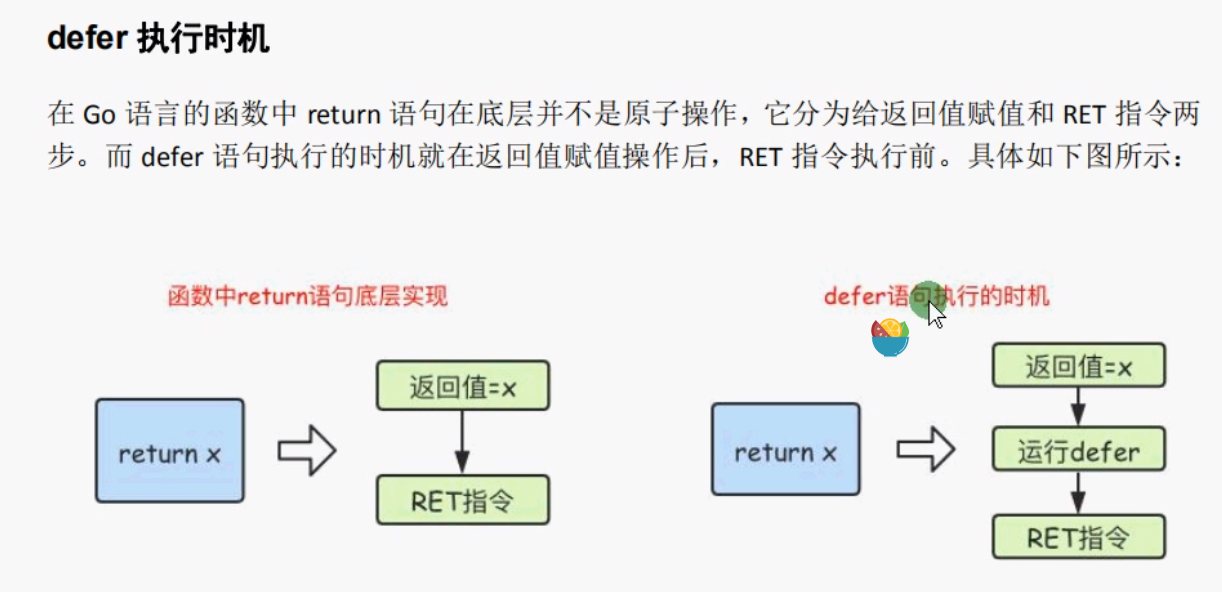 defer 执行时机
在 Go 语言的函数中 return 语句在底层并不是原子操作，它分为给返回值赋值和 RET 指令两
步。而 defer 语句执行的时机就在返回值赋值操作后，RET 指令执行前。具体如下图所示：
函数中return语句底层实现
return x
返回值=x
RET指令
defer语句执行的时机
return x
返回值=x
运行defer
RET指令